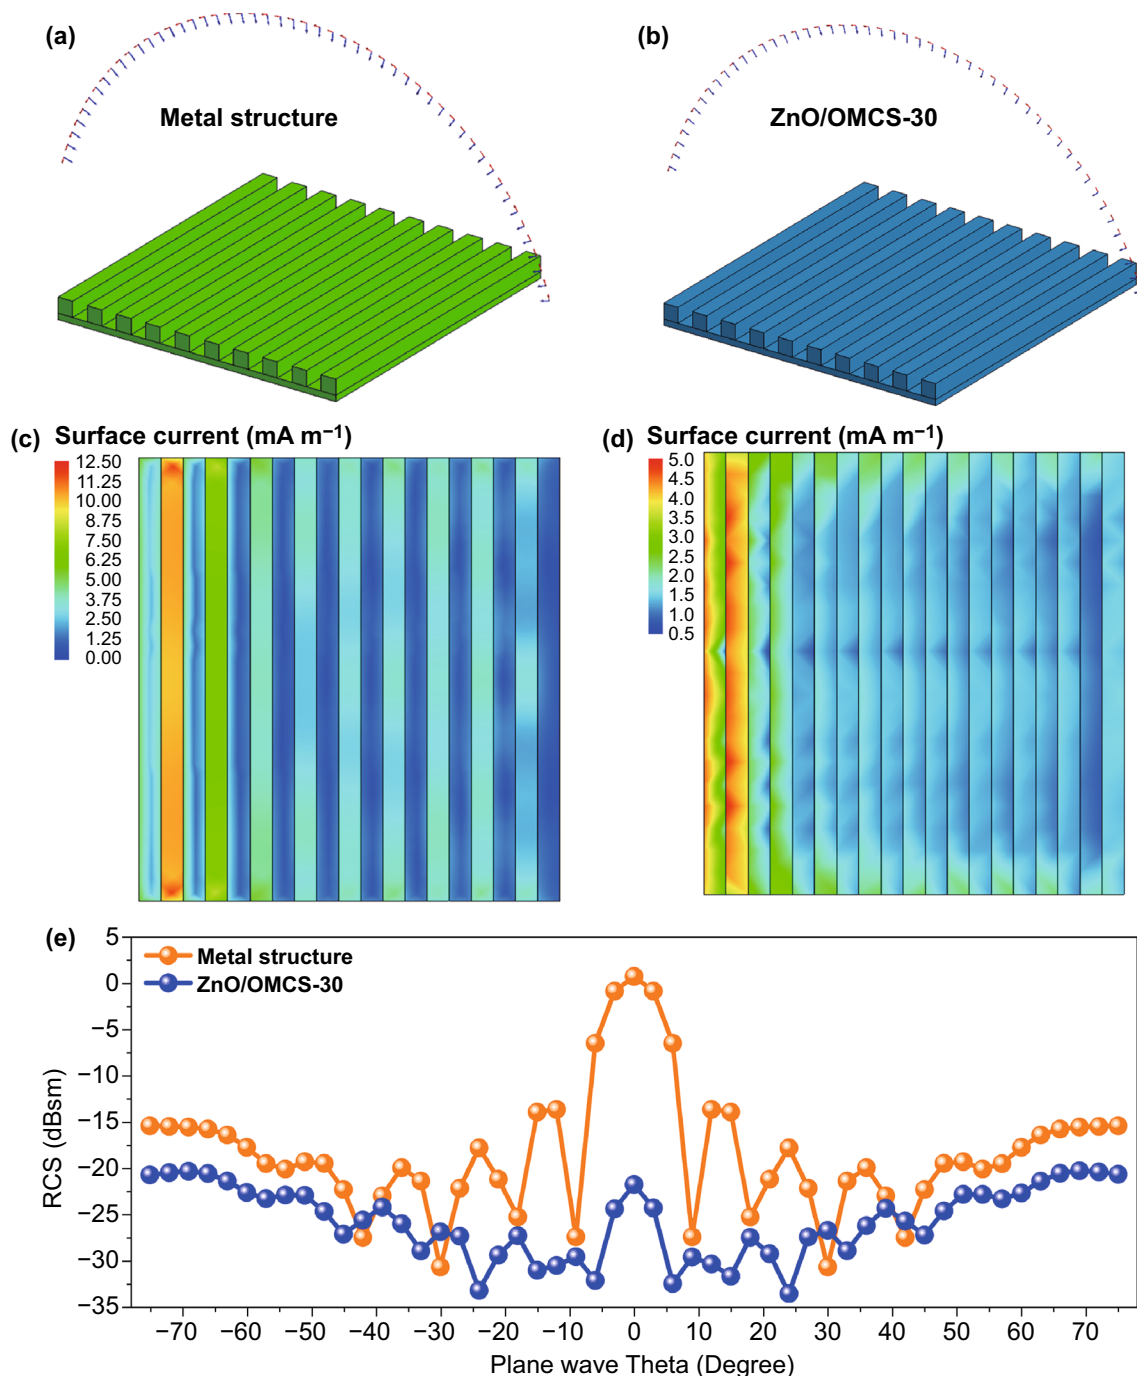 (a)
(b)
Metal structure
ZnO/OMCS-30
(c) Surface current (mA m⁻¹)
12.50
11.25
10.00
8.75
7.50
6.25
5.00
3.75
2.50
1.25
0.00
(d) Surface current (mA m⁻¹)
5.0
4.5
4.0
3.5
3.0
2.5
2.0
1.5
1.0
0.5
(e)
Metal structure
ZnO/OMCS-30
RCS (dBsm)
5
0
−5
−10
−15
−20
−25
−30
−35
−70 −60 −50 −40 −30 −20 −10 0 10 20 30 40 50 60 70
Plane wave Theta (Degree)